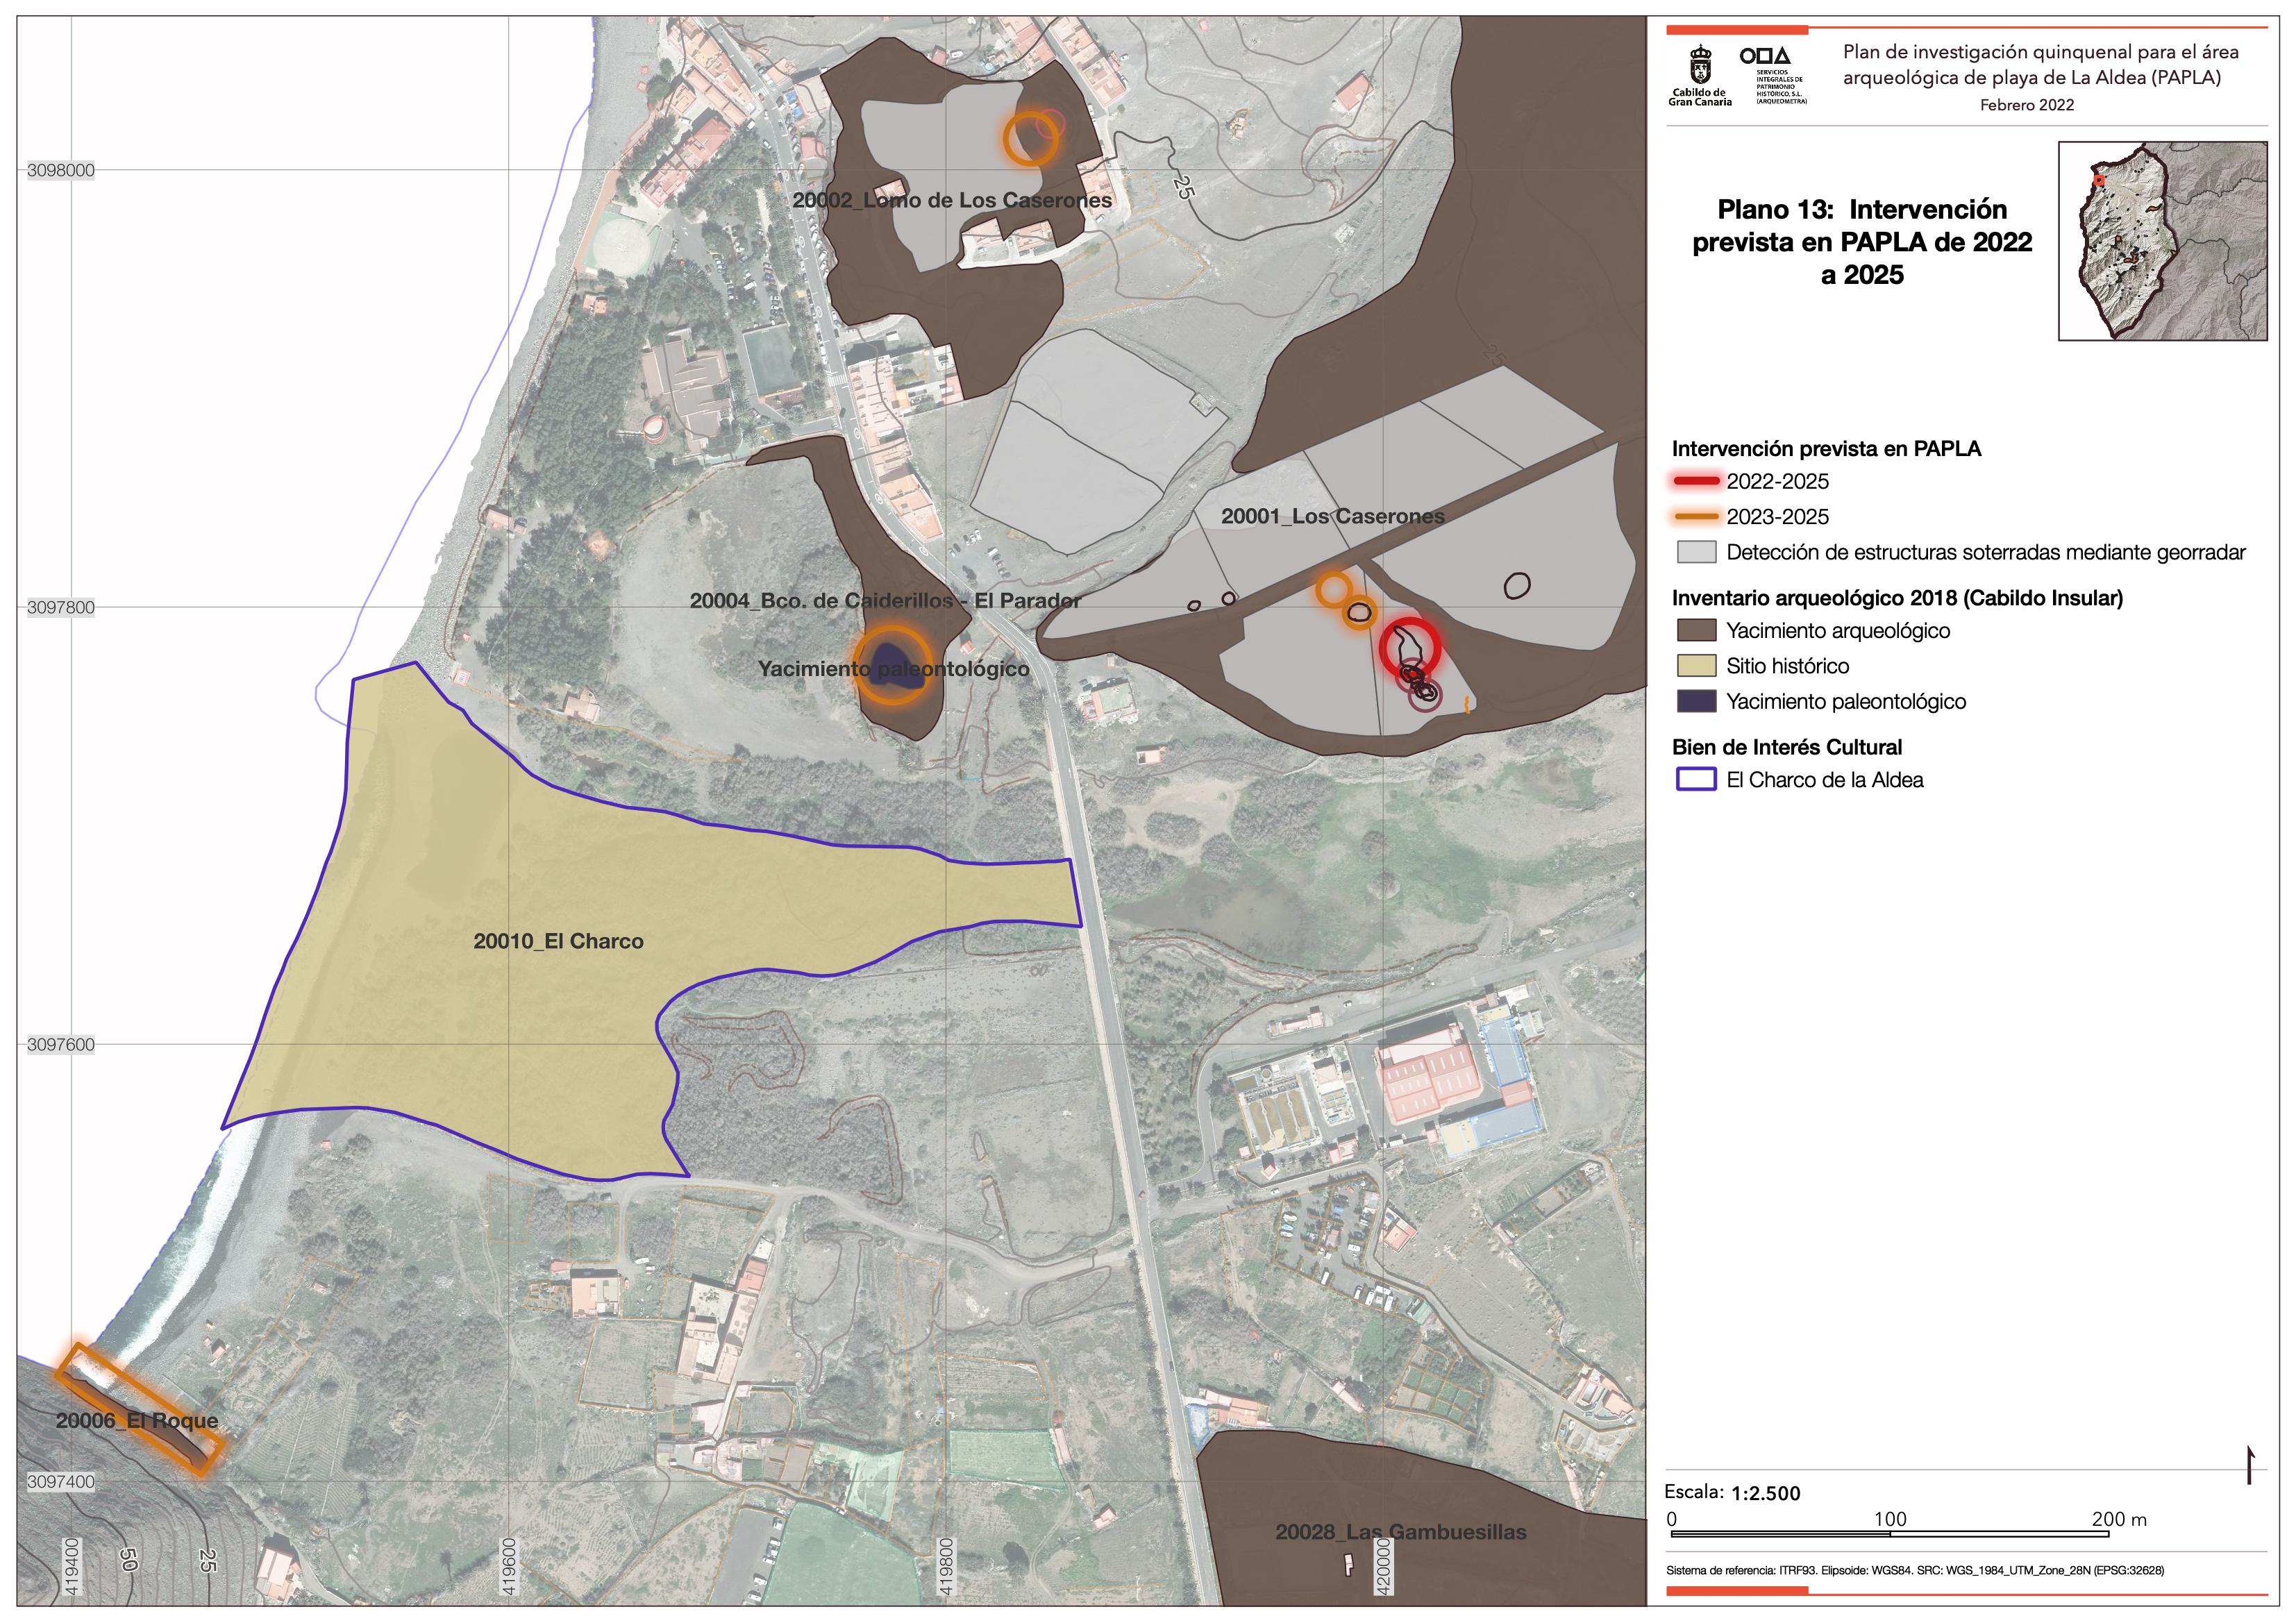 Cabildo de
Gran Canaria
SERVICIOS
INTEGRALES DE
PATRIMONIO
HISTÓRICO, S.L.
(ARQUEOMETRA)
Plan de investigación quinquenal para el área
arqueológica de playa de La Aldea (PAPLA)
Febrero 2022
Plano 13: Intervención
prevista en PAPLA de 2022
a 2025
Intervención prevista en PAPLA
2022-2025
2023-2025
Detección de estructuras soterradas mediante georradar
Inventario arqueológico 2018 (Cabildo Insular)
Yacimiento arqueológico
Sitio histórico
Yacimiento paleontológico
Bien de Interés Cultural
El Charco de la Aldea
Escala: 1:2.500
0 100 200 m
Sistema de referencia: ITRF93. Elipsoide: WGS84. SRC: WGS_1984_UTM_Zone_28N (EPSG:32628)
3098000
20002_Lomo de Los Caserones
25
25
20001_Los Caserones
3097800
20004_Bco. de Caiderillos - El Parador
Yacimiento paleontológico
20010_El Charco
3097600
20006_El Roque
3097400
20028_Las Gambuesillas
50
25
419400
419600
419800
420000